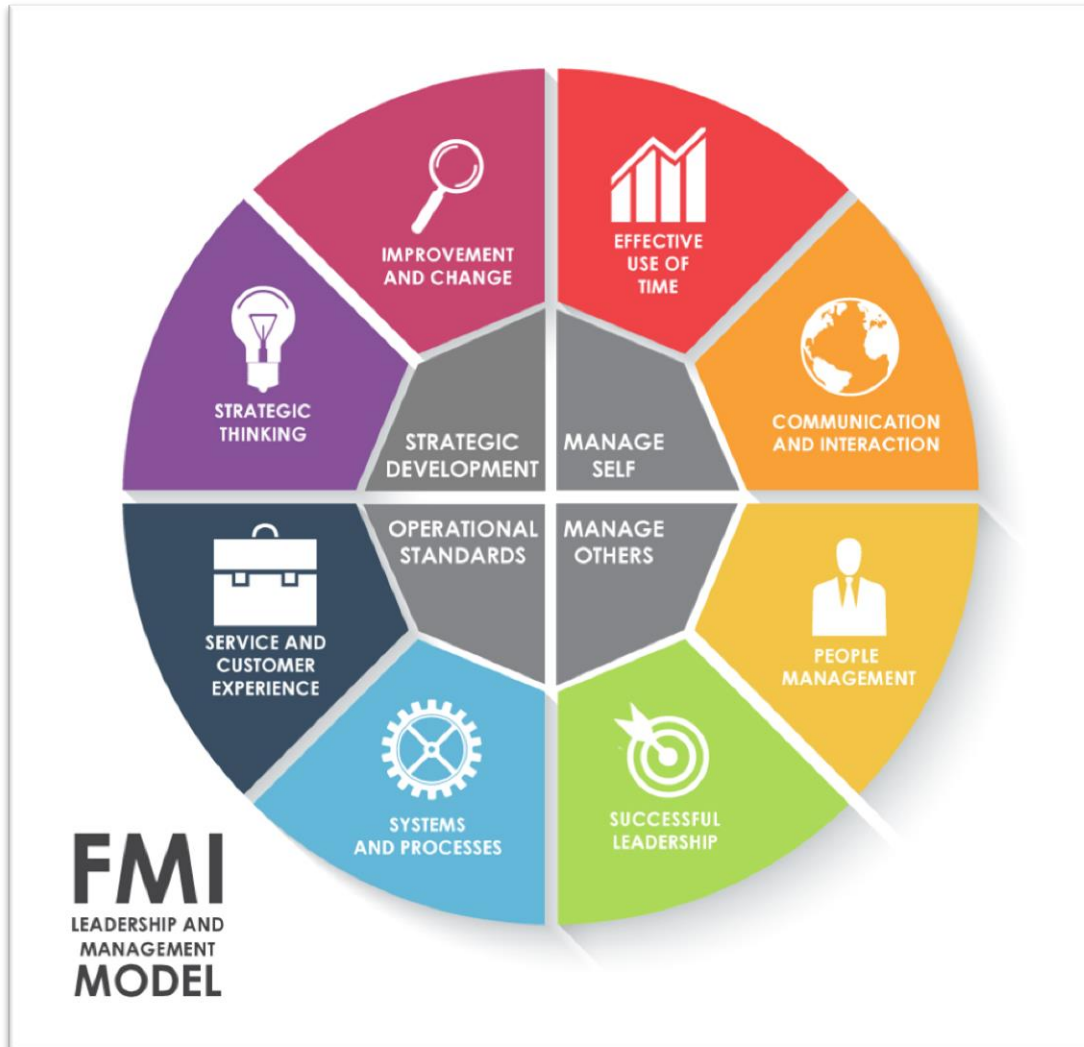 IMPROVEMENT
AND CHANGE
EFFECTIVE
USE OF
TIME
STRATEGIC
THINKING
COMMUNICATION
AND INTERACTION
STRATEGIC
DEVELOPMENT
MANAGE
SELF
OPERATIONAL
STANDARDS
MANAGE
OTHERS
SERVICE AND
CUSTOMER
EXPERIENCE
PEOPLE
MANAGEMENT
SYSTEMS
AND PROCESSES
SUCCESSFUL
LEADERSHIP
FMI
LEADERSHIP AND
MANAGEMENT
MODEL